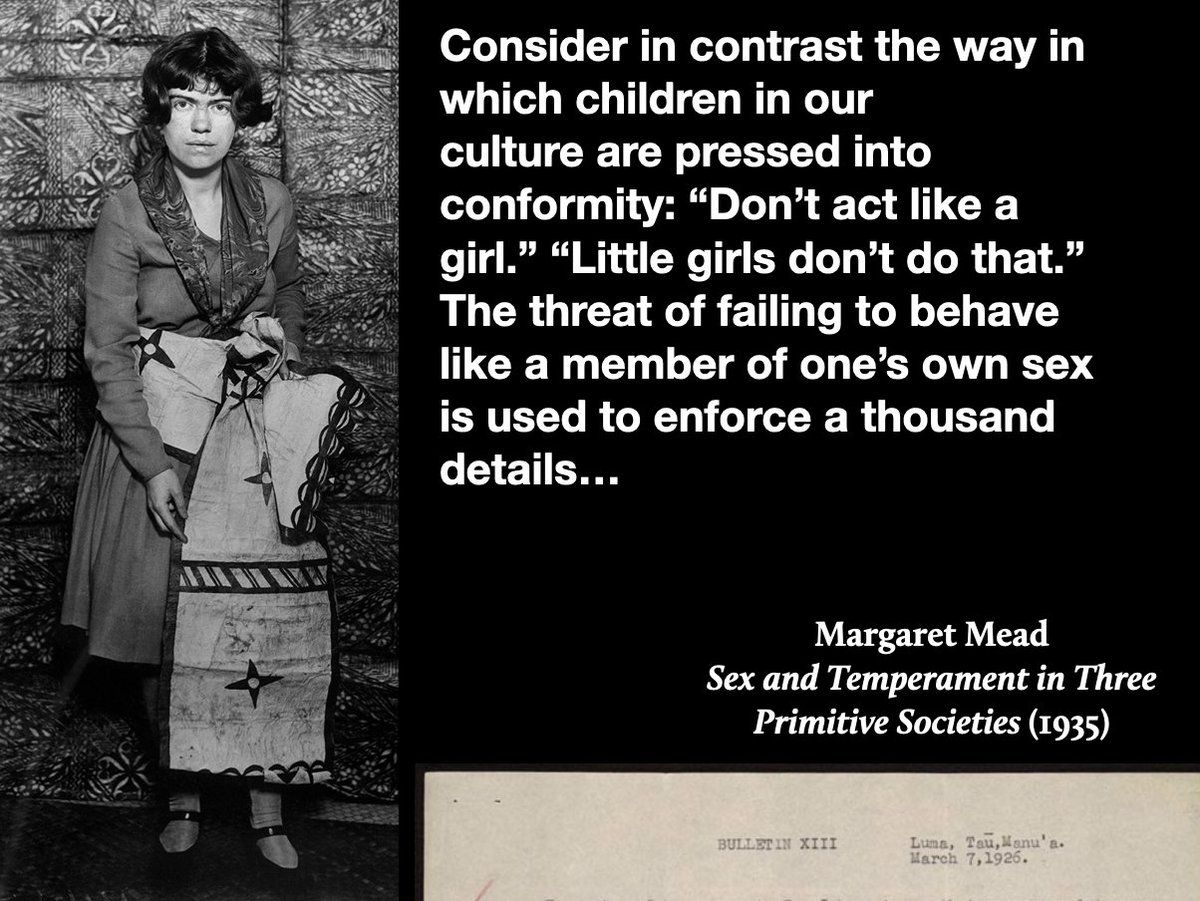 Consider in contrast the way in
which children in our
culture are pressed into
conformity: “Don’t act like a
girl.” “Little girls don’t do that.”
The threat of failing to behave
like a member of one’s own sex
is used to enforce a thousand
details…
Margaret Mead
Sex and Temperament in Three
Primitive Societies (1935)
BULLETIN XIII
Luma, Taū,Manu'a.
March 7,1926.